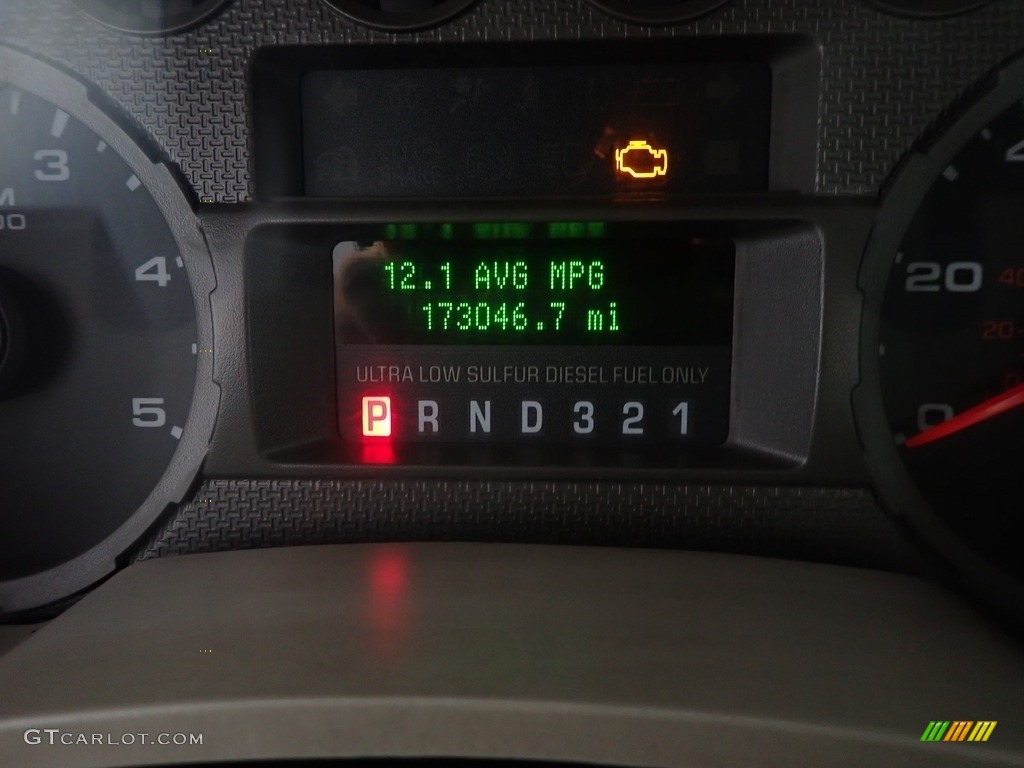 3
4
5
12.1 AVG MPG
173046.7 mi
ULTRA LOW SULFUR DIESEL FUEL ONLY
P R N D 3 2 1
20
0
GTCARLOT.COM